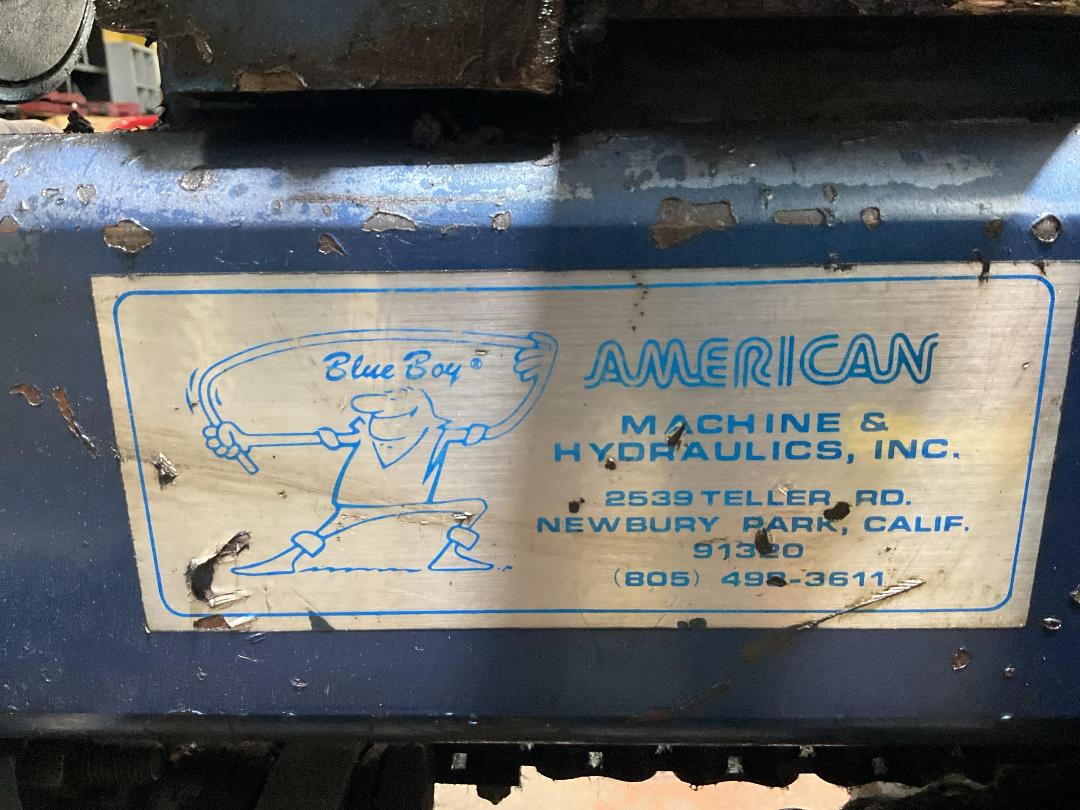 Blue Boy®
AMERICAN
MACHINE &
HYDRAULICS, INC.
2539 TELLER RD.
NEWBURY PARK, CALIF.
91320
(805) 498-3611